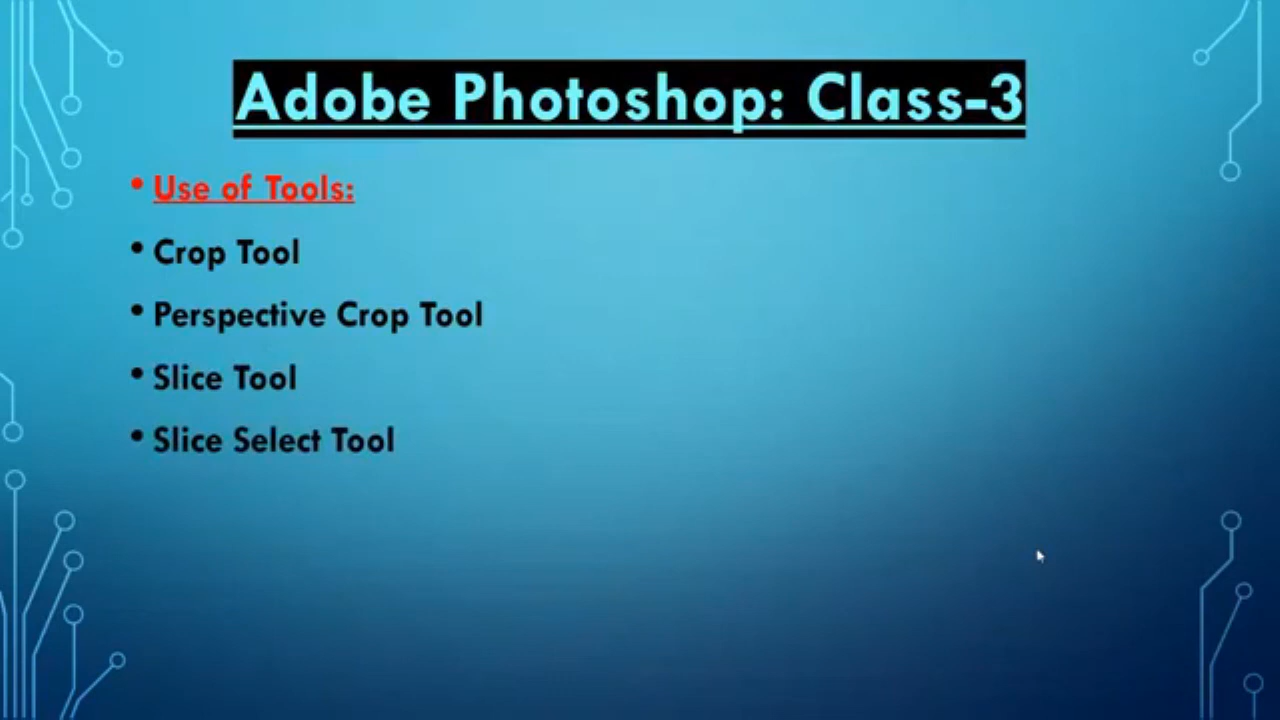 Adobe Photoshop: Class-3
• Use of Tools:
• Crop Tool
• Perspective Crop Tool
• Slice Tool
• Slice Select Tool